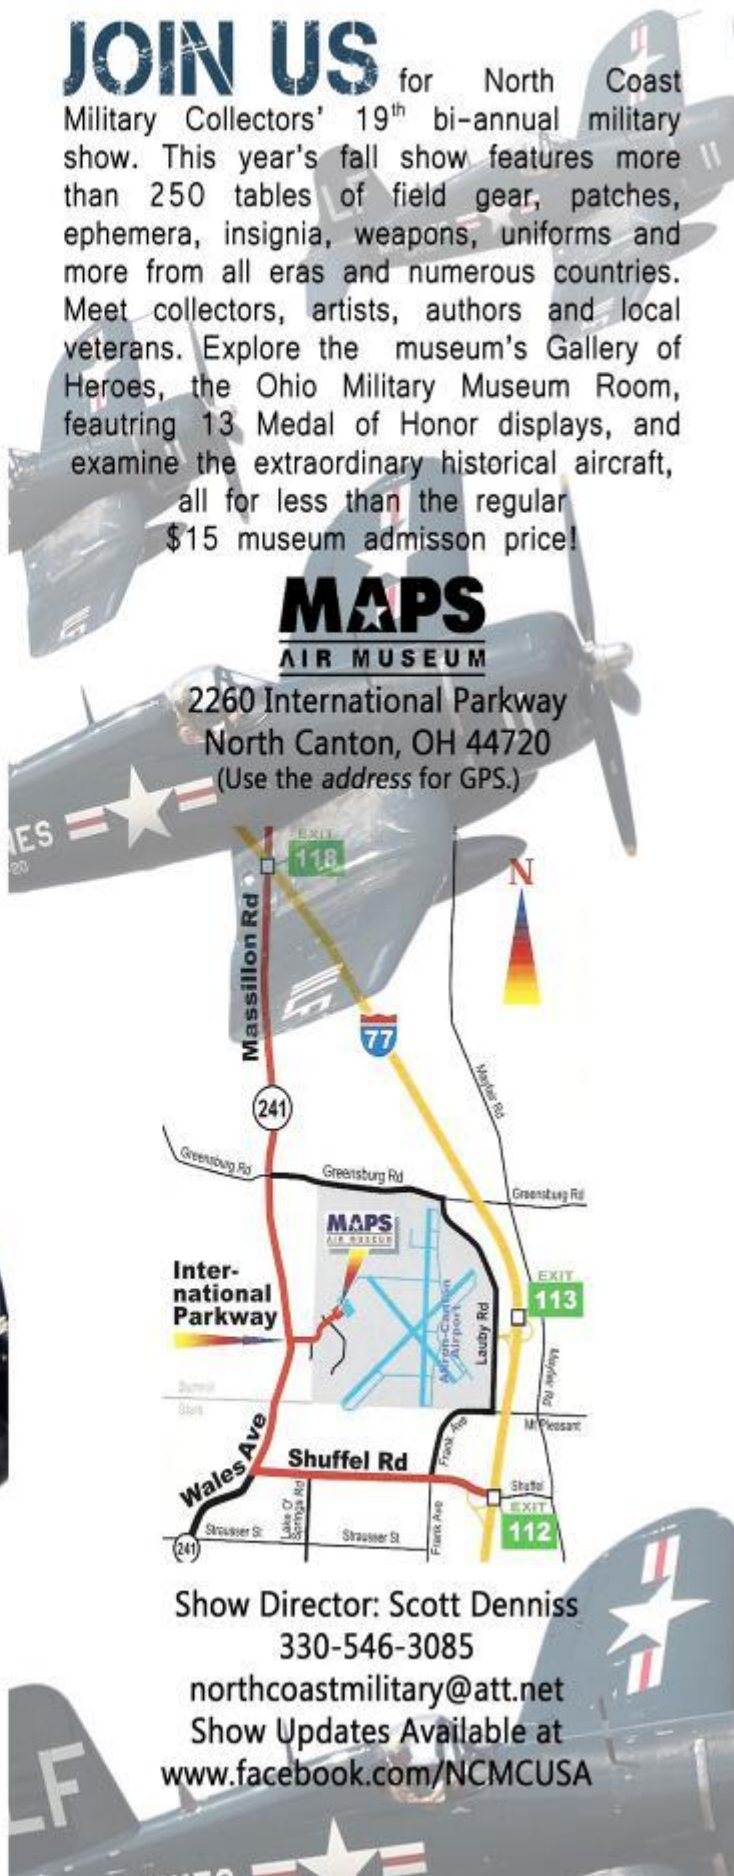 JOIN US for North Coast
Military Collectors' 19th bi-annual military
show. This year's fall show features more
than 250 tables of field gear, patches,
ephemera, insignia, weapons, uniforms and
more from all eras and numerous countries.
Meet collectors, artists, authors and local
veterans. Explore the museum's Gallery of
Heroes, the Ohio Military Museum Room,
feautring 13 Medal of Honor displays, and
examine the extraordinary historical aircraft,
all for less than the regular
$15 museum admisson price!
MAPS
AIR MUSEUM
2260 International Parkway
North Canton, OH 44720
(Use the address for GPS.)
LF
NES
EXIT
118
N
Massillon Rd
77
Mayfair Rd
241
Greensburg Rd
Greensburg Rd
Greensburg Rd
MAPS
AIR MUSEUM
Inter-
national
Parkway
EXIT
113
Akron-Canton
Airport
Lauby Rd
Mayfair Rd
Summit
Stark
Frank Ave
Mt Pleasant
Wales Ave
Shuffel Rd
Shuffel
EXIT
112
Lake O'
Springs Rd
Strausser St
Strausser St
Frank Ave
241
Show Director: Scott Denniss
330-546-3085
northcoastmilitary@att.net
Show Updates Available at
www.facebook.com/NCMCUSA
LF